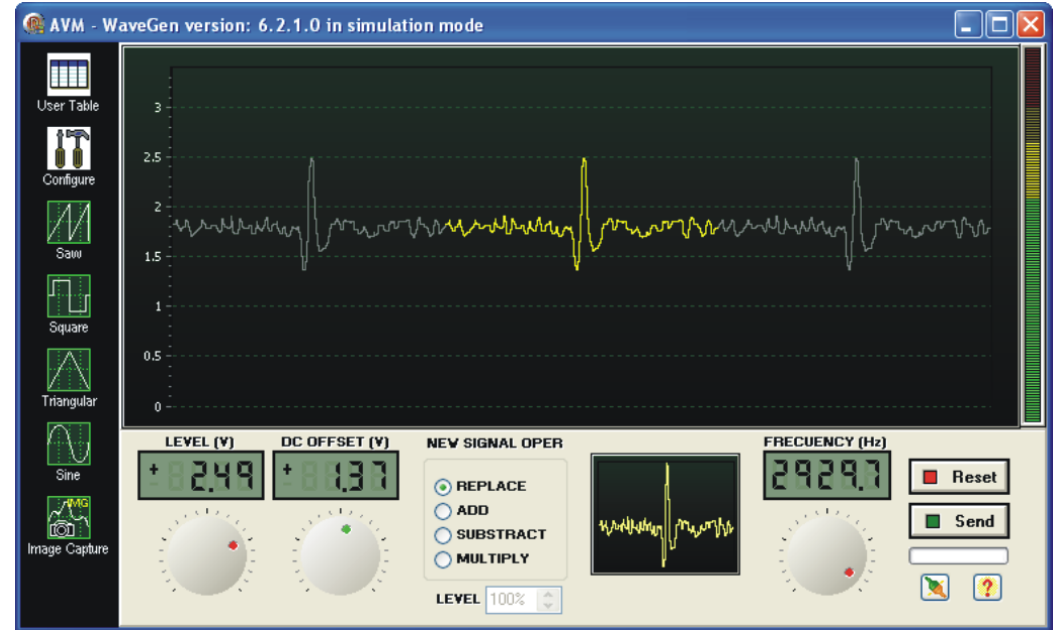 AVM - WaveGen version: 6.2.1.0 in simulation mode
User Table
Configure
Saw
Square
Triangular
Sine
IMG
Image Capture
3
2.5
2
1.5
1
0.5
0
LEVEL (V)
+ 2.49
DC OFFSET (V)
+ 1.37
NEW SIGNAL OPER
REPLACE
ADD
SUBSTRACT
MULTIPLY
LEVEL 100%
FRECUENCY (Hz)
2929.7
Reset
Send
?